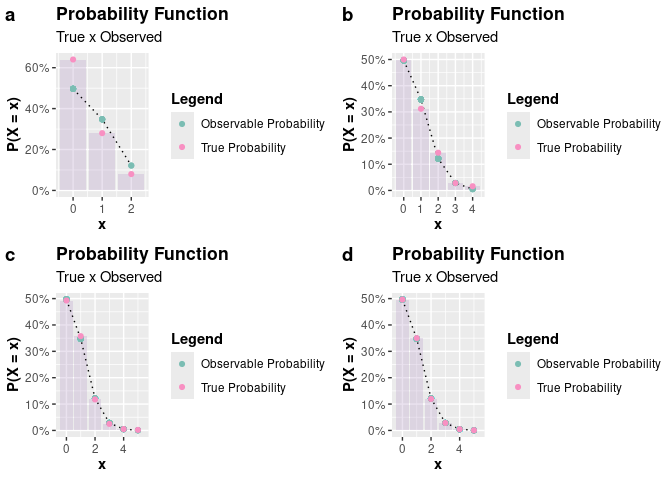 a
Probability Function
True x Observed
60%
40%
20%
0%
P(X = x)
0 1 2
x
Legend
Observable Probability
True Probability
b
Probability Function
True x Observed
50%
40%
30%
20%
10%
0%
P(X = x)
0 1 2 3 4
x
Legend
Observable Probability
True Probability
c
Probability Function
True x Observed
50%
40%
30%
20%
10%
0%
P(X = x)
0 2 4
x
Legend
Observable Probability
True Probability
d
Probability Function
True x Observed
50%
40%
30%
20%
10%
0%
P(X = x)
0 2 4
x
Legend
Observable Probability
True Probability